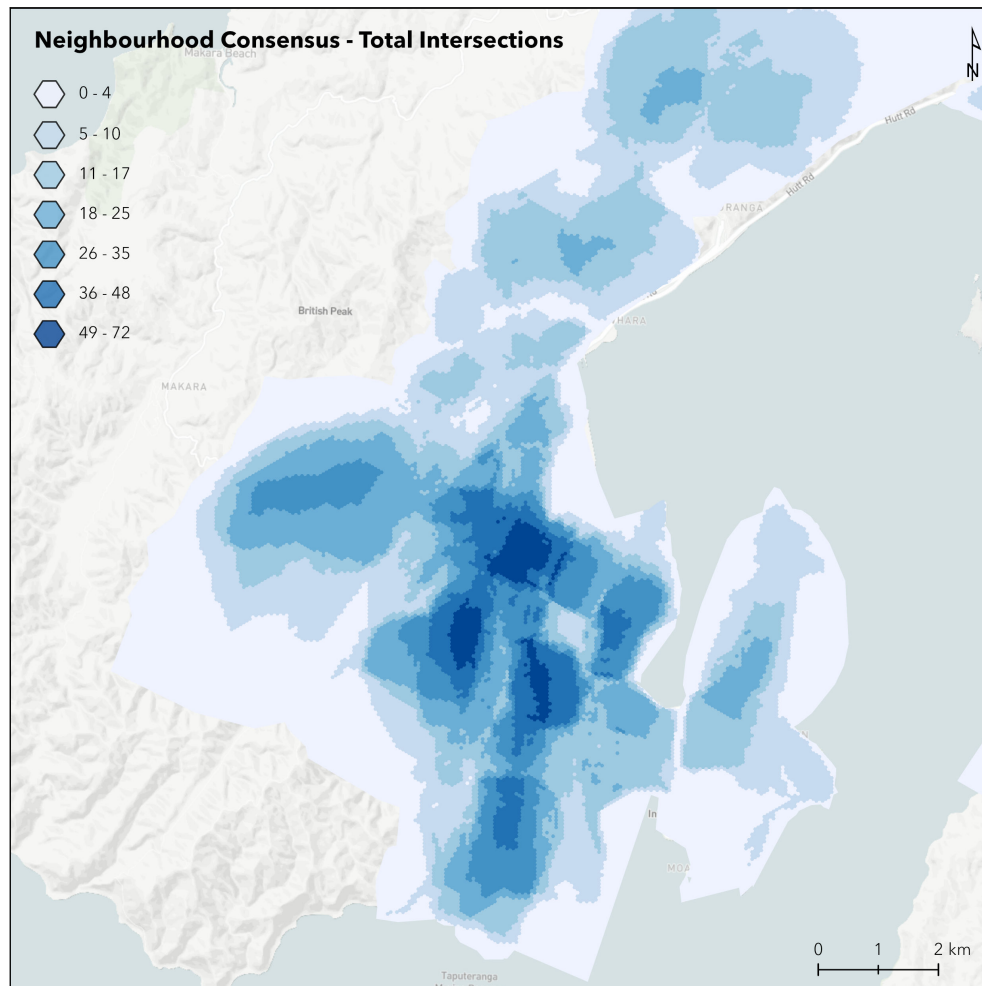 Neighbourhood Consensus - Total Intersections
Makara Beach
N
0 - 4
5 - 10
11 - 17
18 - 25
26 - 35
36 - 48
49 - 72
Hutt Rd
Hutt Rd
RANGA
British Peak
HARA
MAKARA
In
MOA
0 1 2 km
Taputeranga